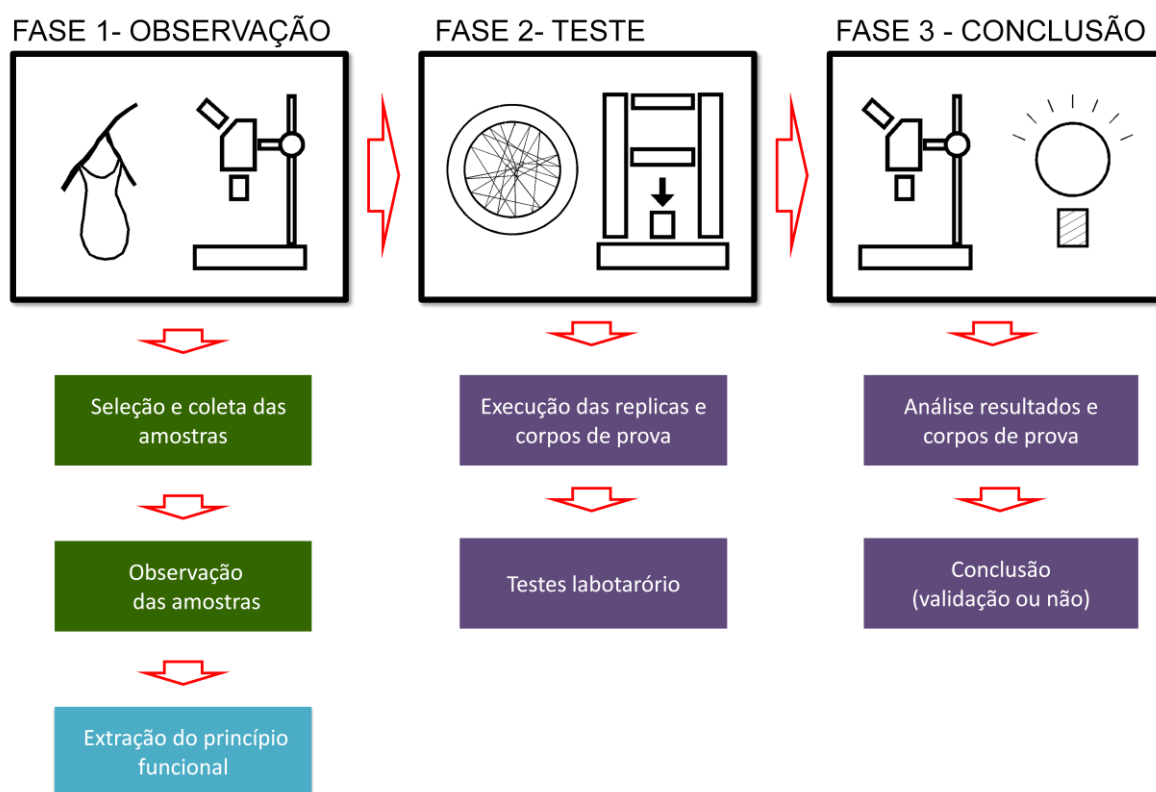 FASE 1- OBSERVAÇÃO
FASE 2- TESTE
FASE 3 - CONCLUSÃO
Seleção e coleta das
amostras
Observação
das amostras
Extração do princípio
funcional
Execução das replicas e
corpos de prova
Testes labotarório
Análise resultados e
corpos de prova
Conclusão
(validação ou não)